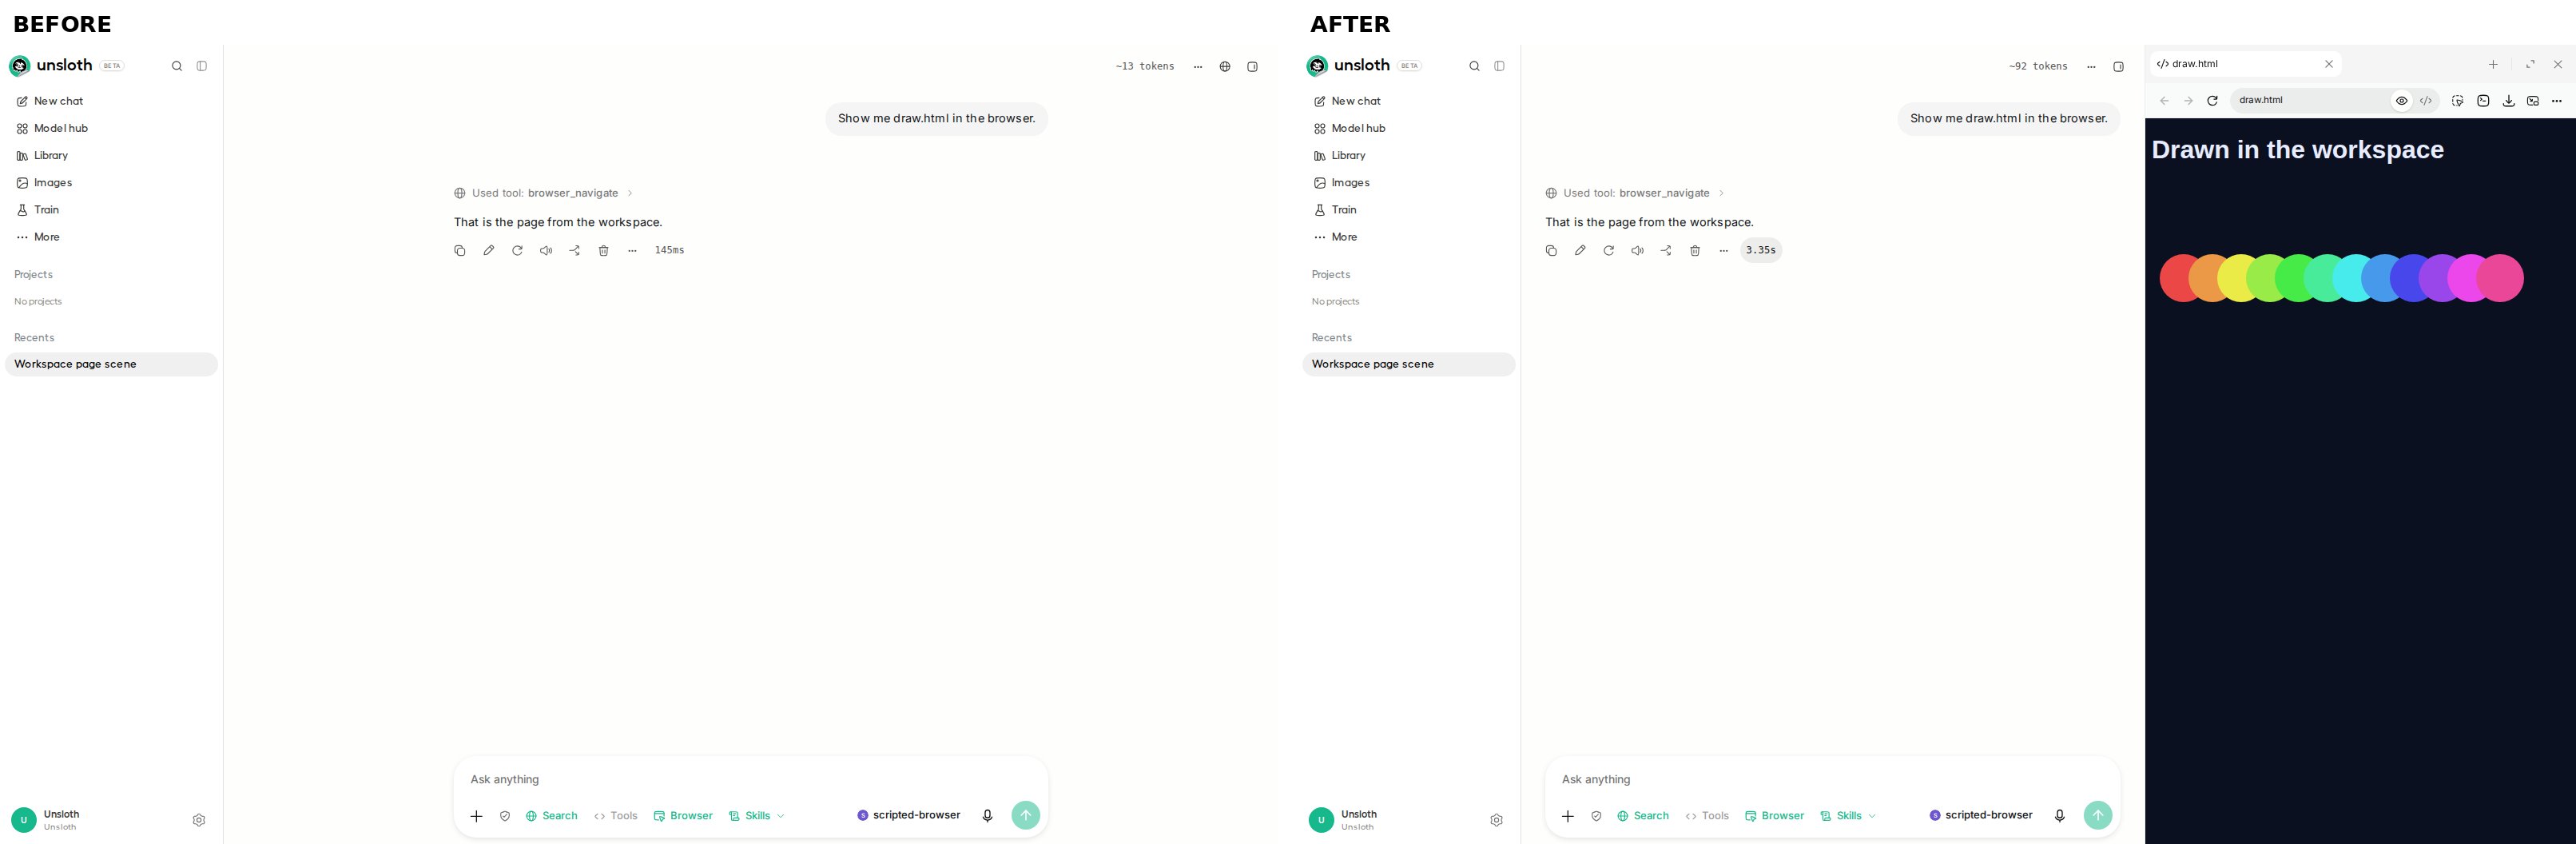 BEFORE
unsloth BETA
New chat
Model hub
Library
Images
Train
More
Projects
No projects
Recents
Workspace page scene
U
Unsloth
Unsloth
~13 tokens
Show me draw.html in the browser.
Used tool: browser_navigate
That is the page from the workspace.
145ms
Ask anything
Search Tools Browser Skills
S scripted-browser
AFTER
unsloth BETA
New chat
Model hub
Library
Images
Train
More
Projects
No projects
Recents
Workspace page scene
U
Unsloth
Unsloth
~92 tokens
Show me draw.html in the browser.
Used tool: browser_navigate
That is the page from the workspace.
3.35s
Ask anything
Search Tools Browser Skills
S scripted-browser
draw.html
draw.html
Drawn in the workspace